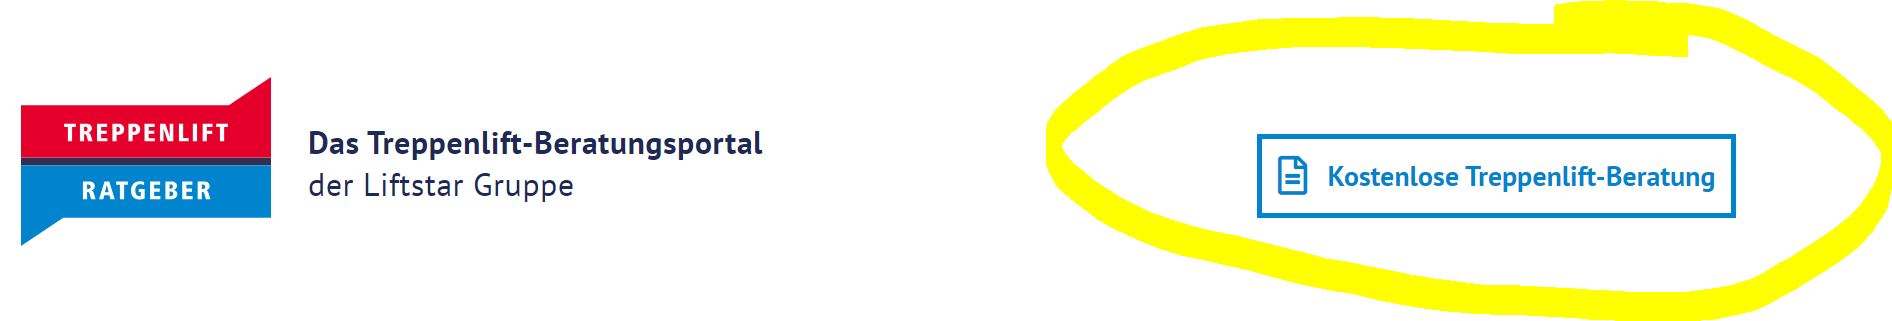 TREPPENLIFT
RATGEBER
Das Treppenlift-Beratungsportal
der Liftstar Gruppe
Kostenlose Treppenlift-Beratung